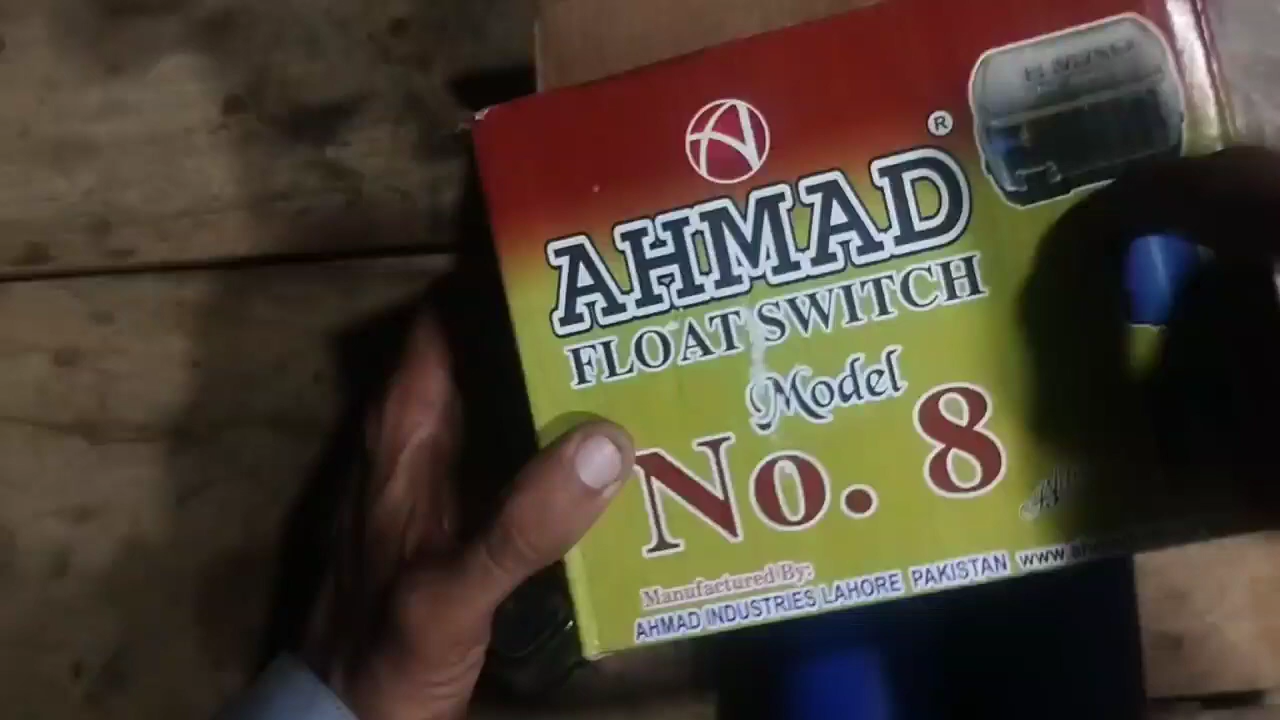 ®
AHMAD
FLOAT SWITCH
Model
No. 8
Manufactured By:
AHMAD INDUSTRIES LAHORE PAKISTAN